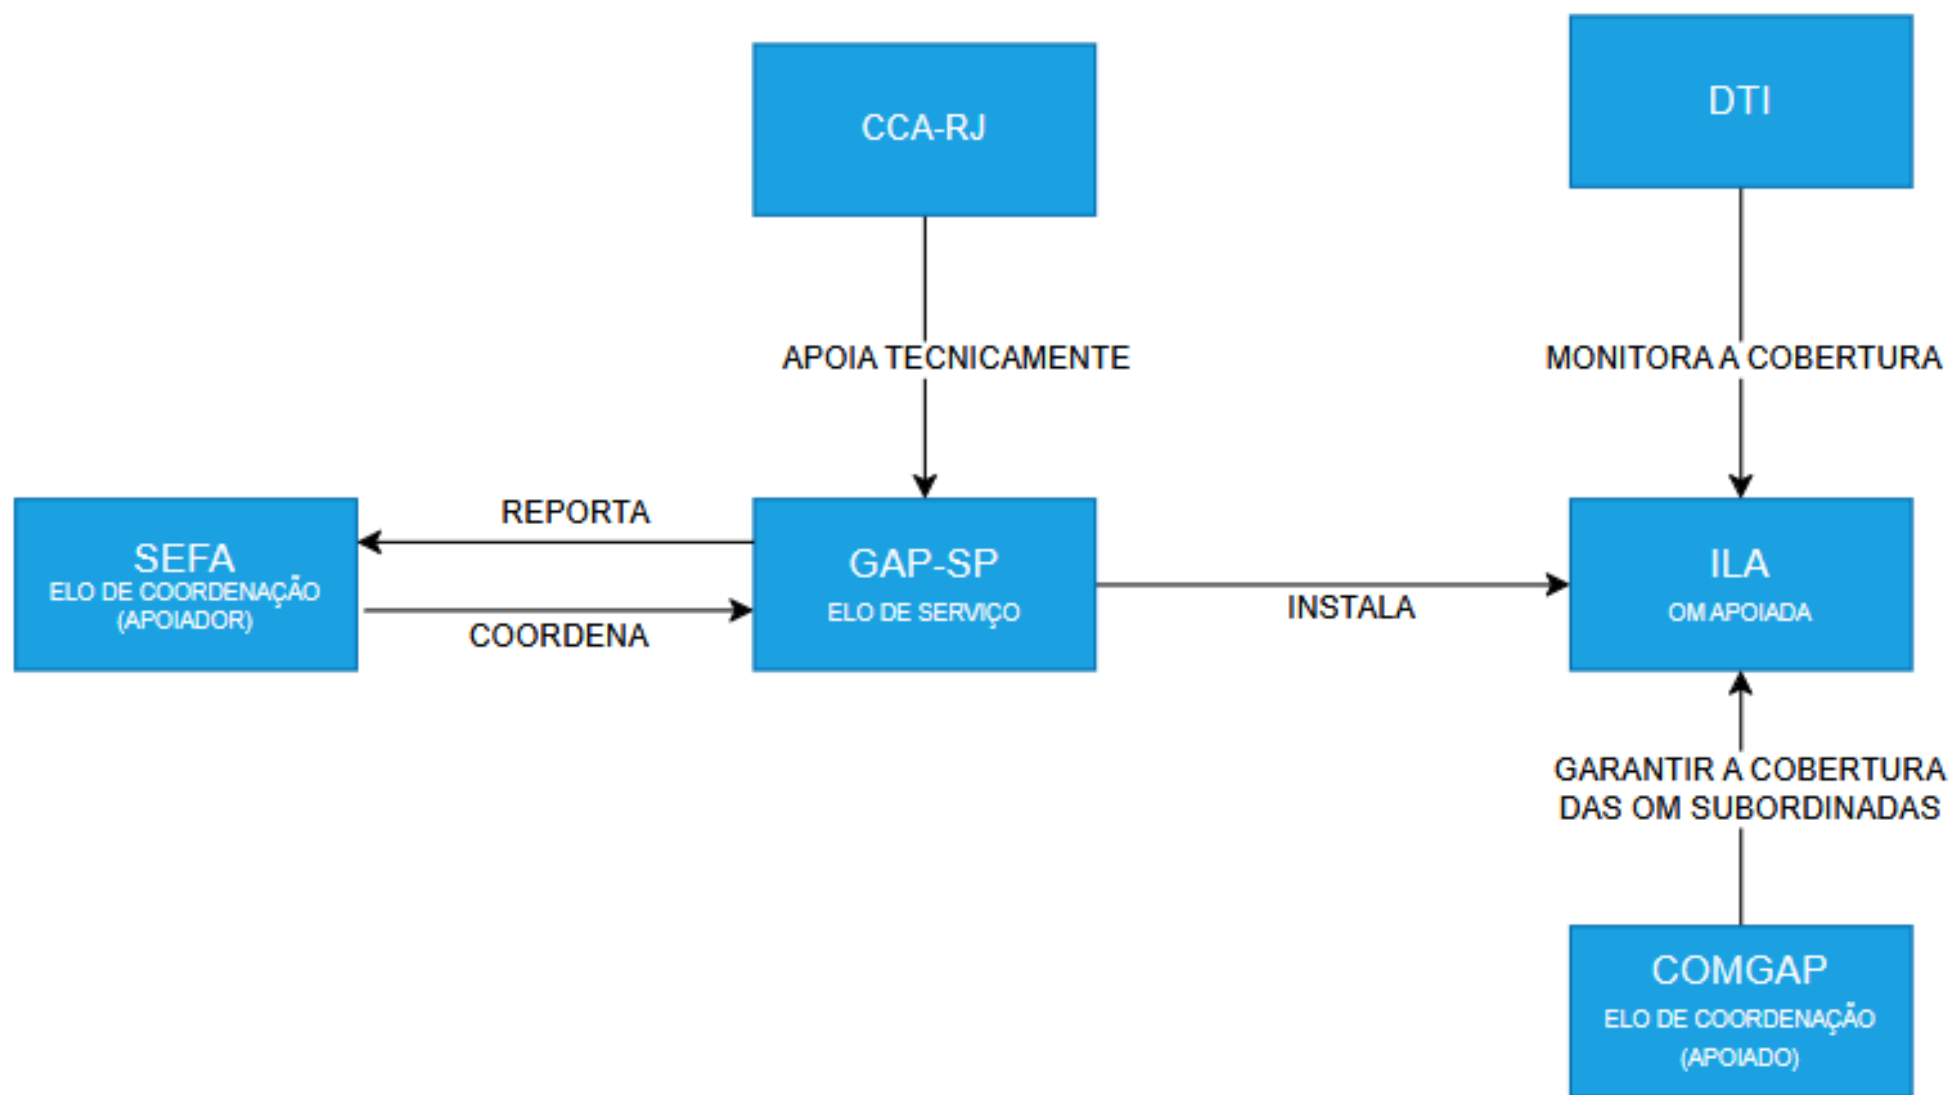 DTI
CCA-RJ
APOIA TECNICAMENTE
MONITORA A COBERTURA
REPORTA
SEFA
ELO DE COORDENAÇÃO
(APOIADOR)
COORDENA
GAP-SP
ELO DE SERVIÇO
INSTALA
ILA
OM APOIADA
GARANTIR A COBERTURA
DAS OM SUBORDINADAS
COMGAP
ELO DE COORDENAÇÃO
(APOIADO)